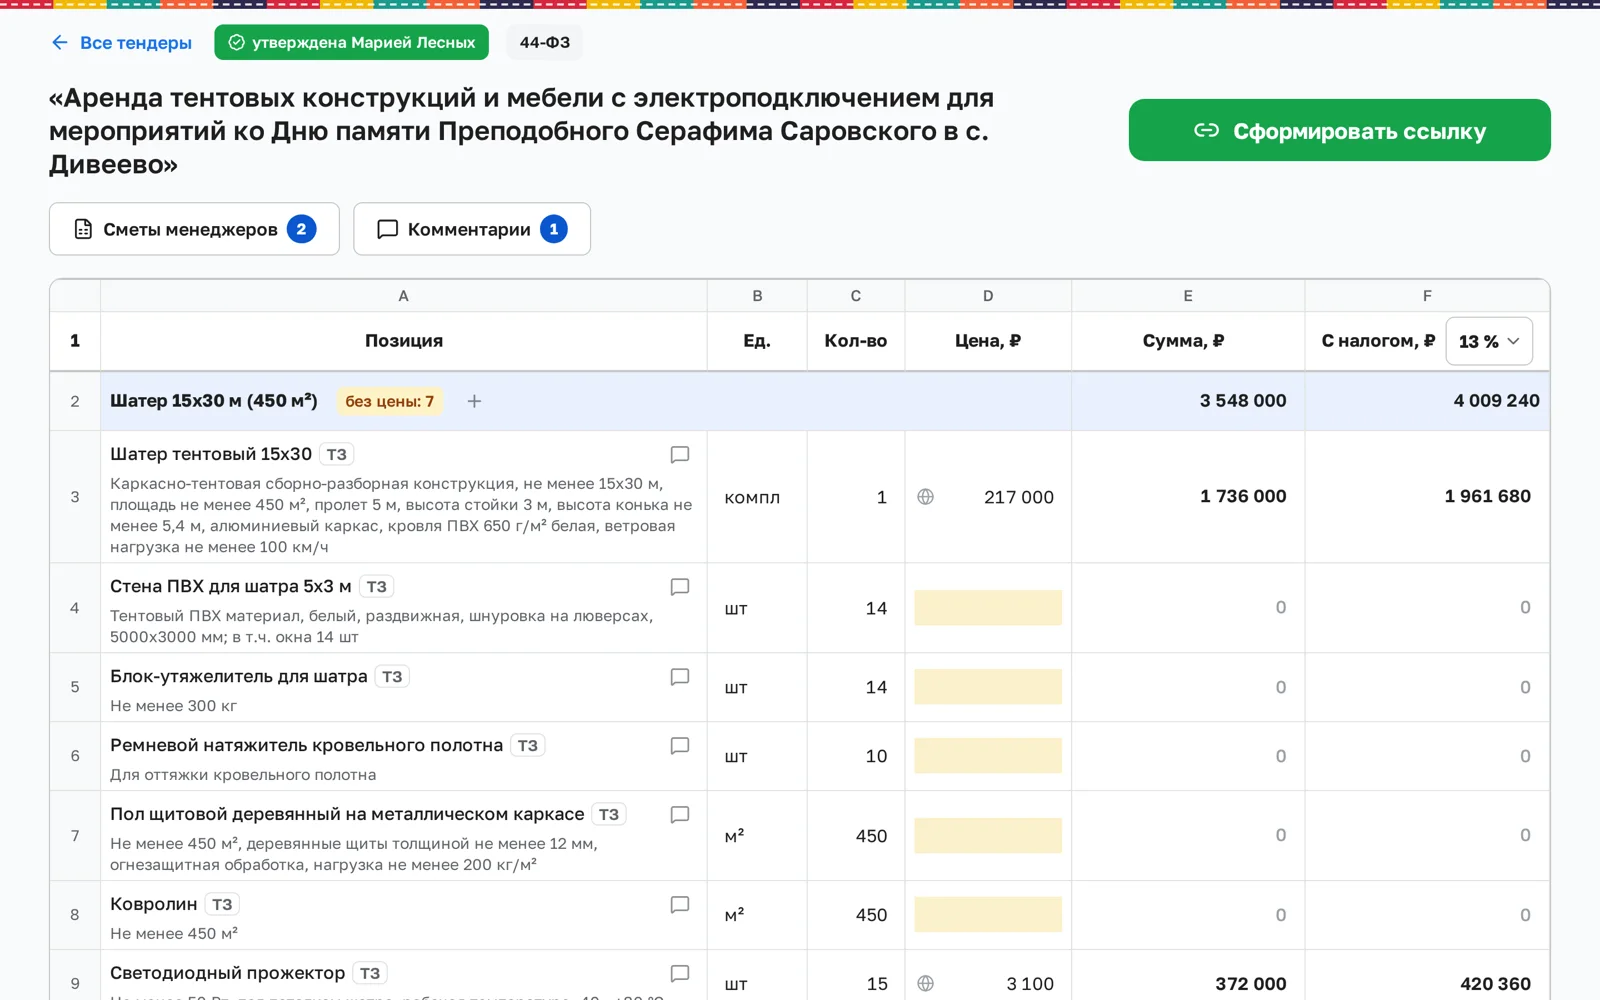 Все тендеры
утверждена Марией Лесных
44-ФЗ
«Аренда тентовых конструкций и мебели с электроподключением для
мероприятий ко Дню памяти Преподобного Серафима Саровского в с.
Дивеево»
Сформировать ссылку
Сметы менеджеров 2
Комментарии 1
A B C D E F
1 Позиция Ед. Кол-во Цена, ₽ Сумма, ₽ С налогом, ₽ 13 %
2 Шатер 15х30 м (450 м²) без цены: 7 + 3 548 000 4 009 240
Шатер тентовый 15х30 ТЗ
Каркасно-тентовая сборно-разборная конструкция, не менее 15х30 м,
площадь не менее 450 м², пролет 5 м, высота стойки 3 м, высота конька не
3 компл 1 217 000 1 736 000 1 961 680
менее 5,4 м, алюминиевый каркас, кровля ПВХ 650 г/м² белая, ветровая
нагрузка не менее 100 км/ч
Стена ПВХ для шатра 5х3 м ТЗ
4 шт 14 0 0
Тентовый ПВХ материал, белый, раздвижная, шнуровка на люверсах,
5000х3000 мм; в т.ч. окна 14 шт
Блок-утяжелитель для шатра ТЗ
5 шт 14 0 0
Не менее 300 кг
Ремневой натяжитель кровельного полотна ТЗ
6 шт 10 0 0
Для оттяжки кровельного полотна
Пол щитовой деревянный на металлическом каркасе ТЗ
7 м² 450 0 0
Не менее 450 м², деревянные щиты толщиной не менее 12 мм,
огнезащитная обработка, нагрузка не менее 200 кг/м²
Ковролин ТЗ
8 м² 450 0 0
Не менее 450 м²
Светодиодный прожектор ТЗ
9 шт 15 3 100 372 000 420 360